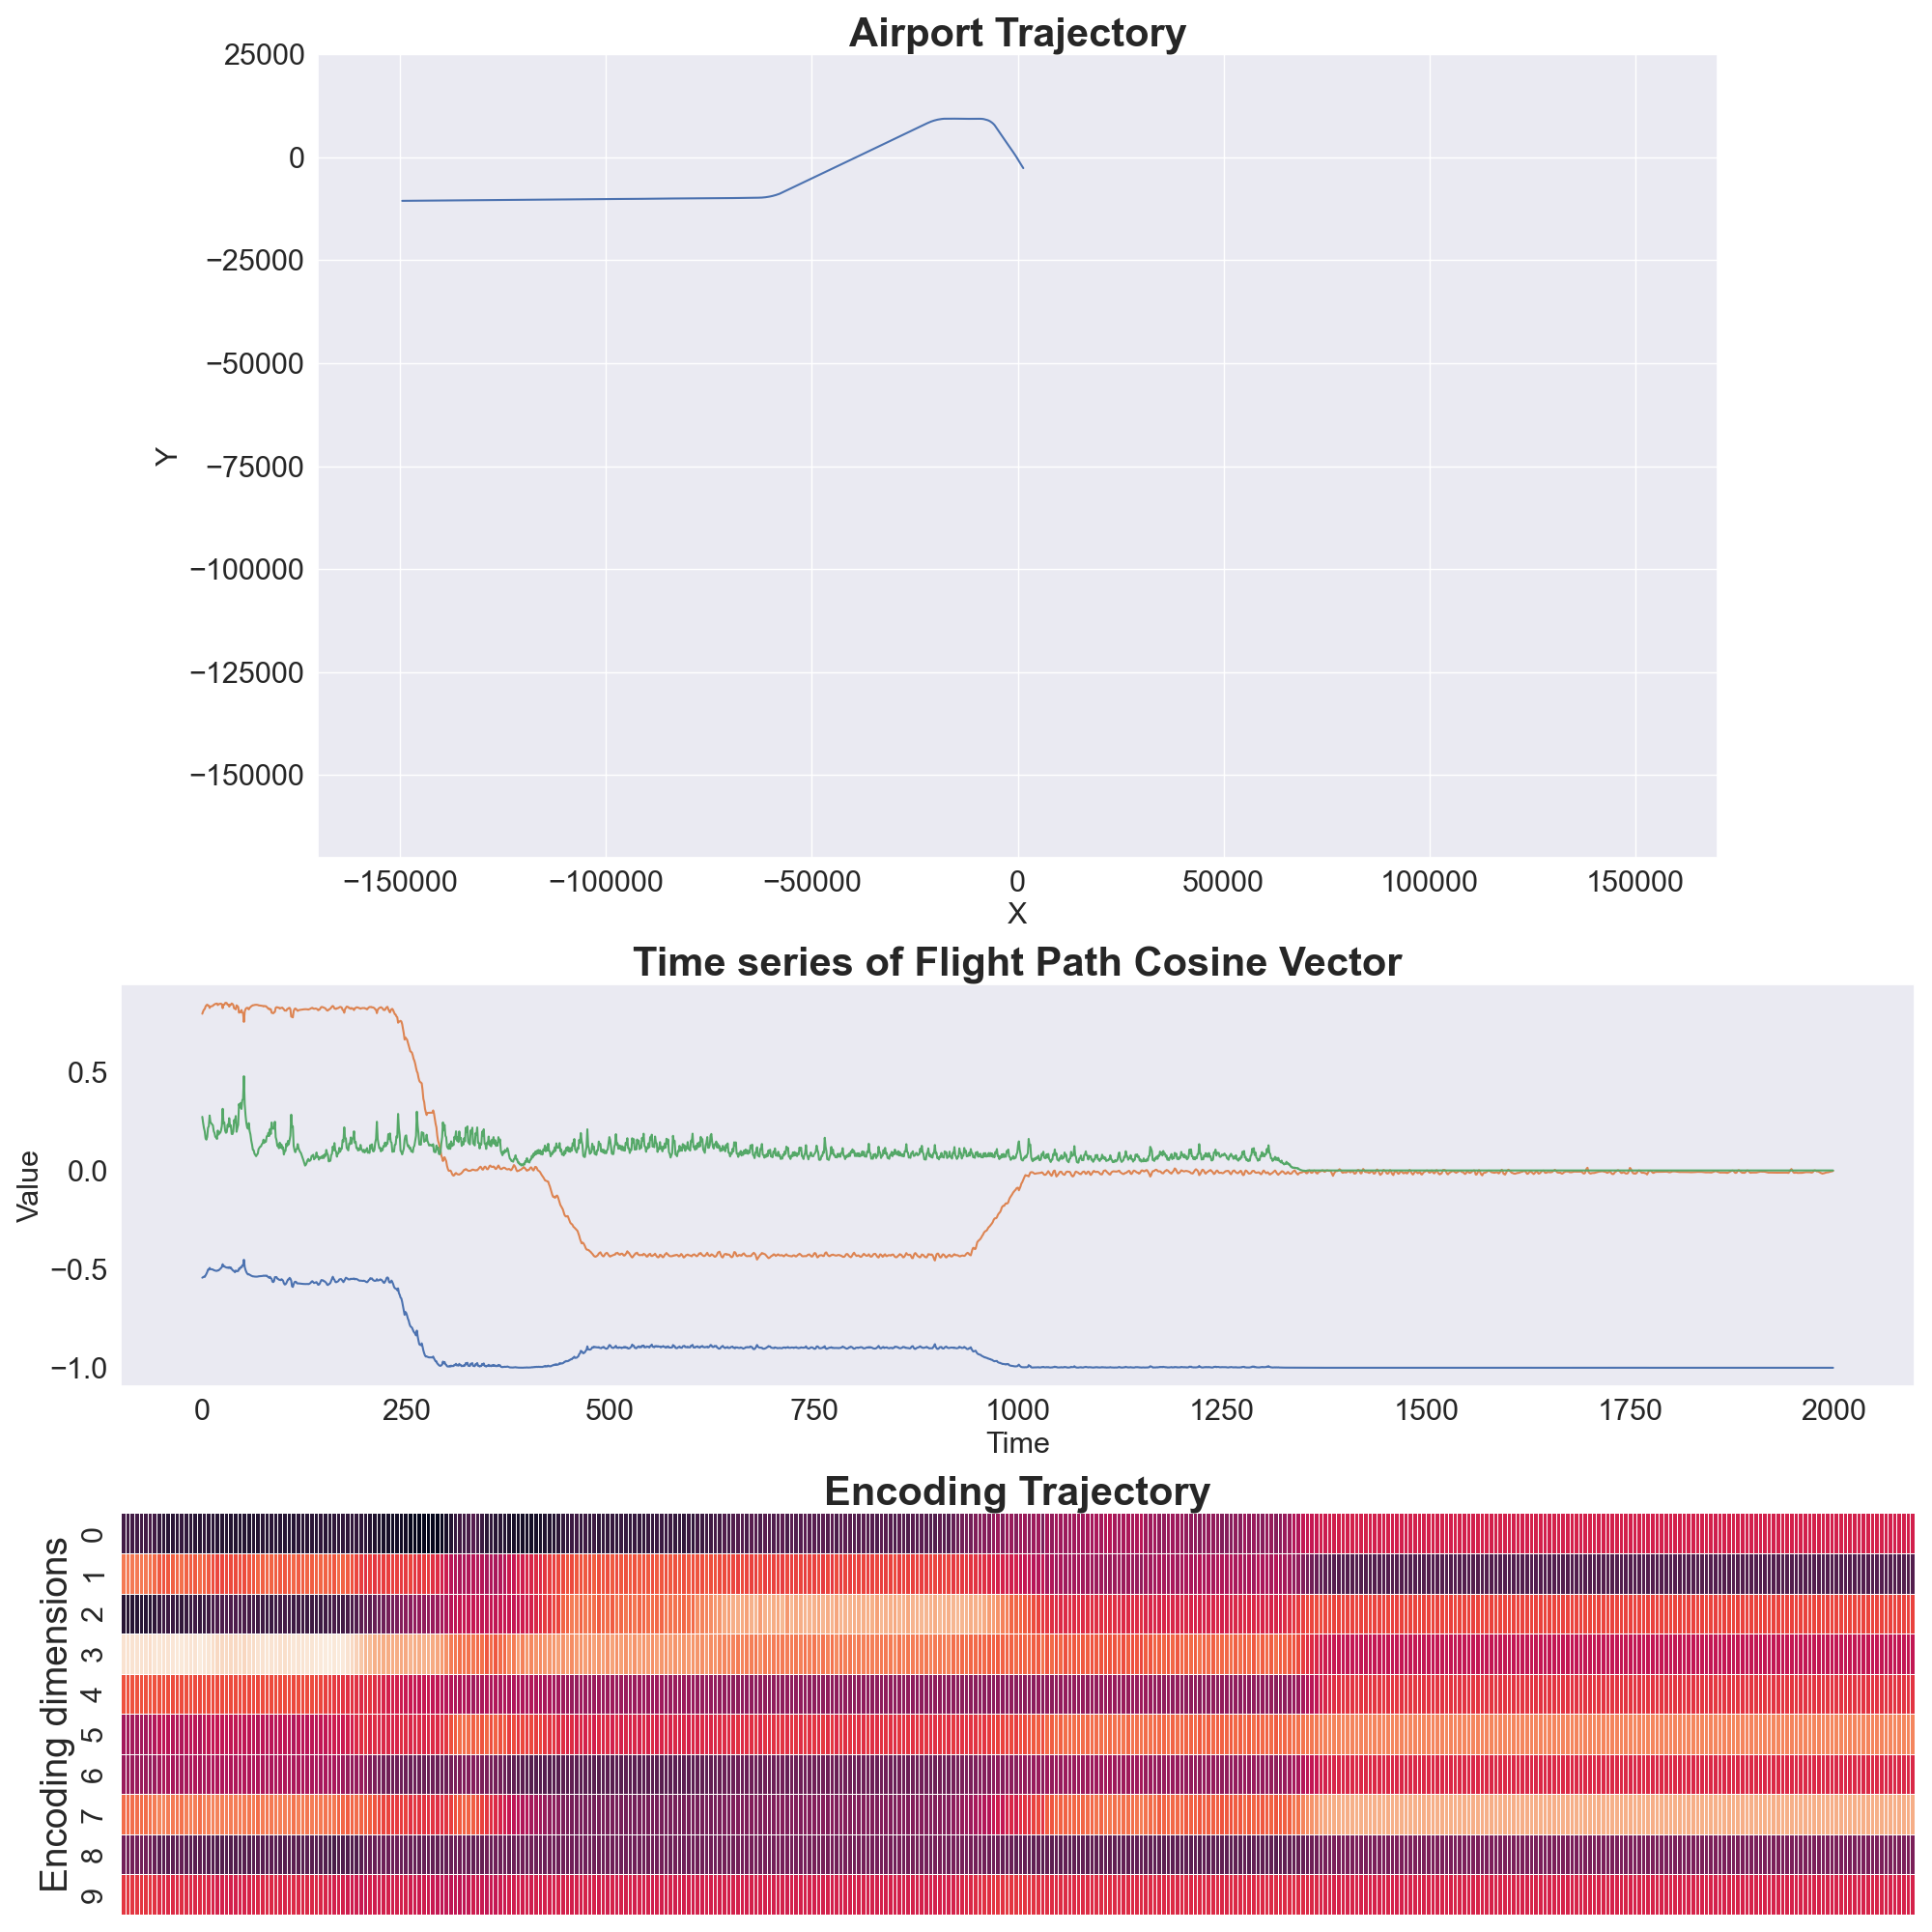 Airport Trajectory
25000
0
−25000
−50000
−75000
−100000
−125000
−150000
Y
−150000 −100000 −50000 0 50000 100000 150000
X
Time series of Flight Path Cosine Vector
0.5
0.0
−0.5
−1.0
Value
0 250 500 750 1000 1250 1500 1750 2000
Time
Encoding Trajectory
0
1
2
3
4
5
6
7
8
9
Encoding dimensions